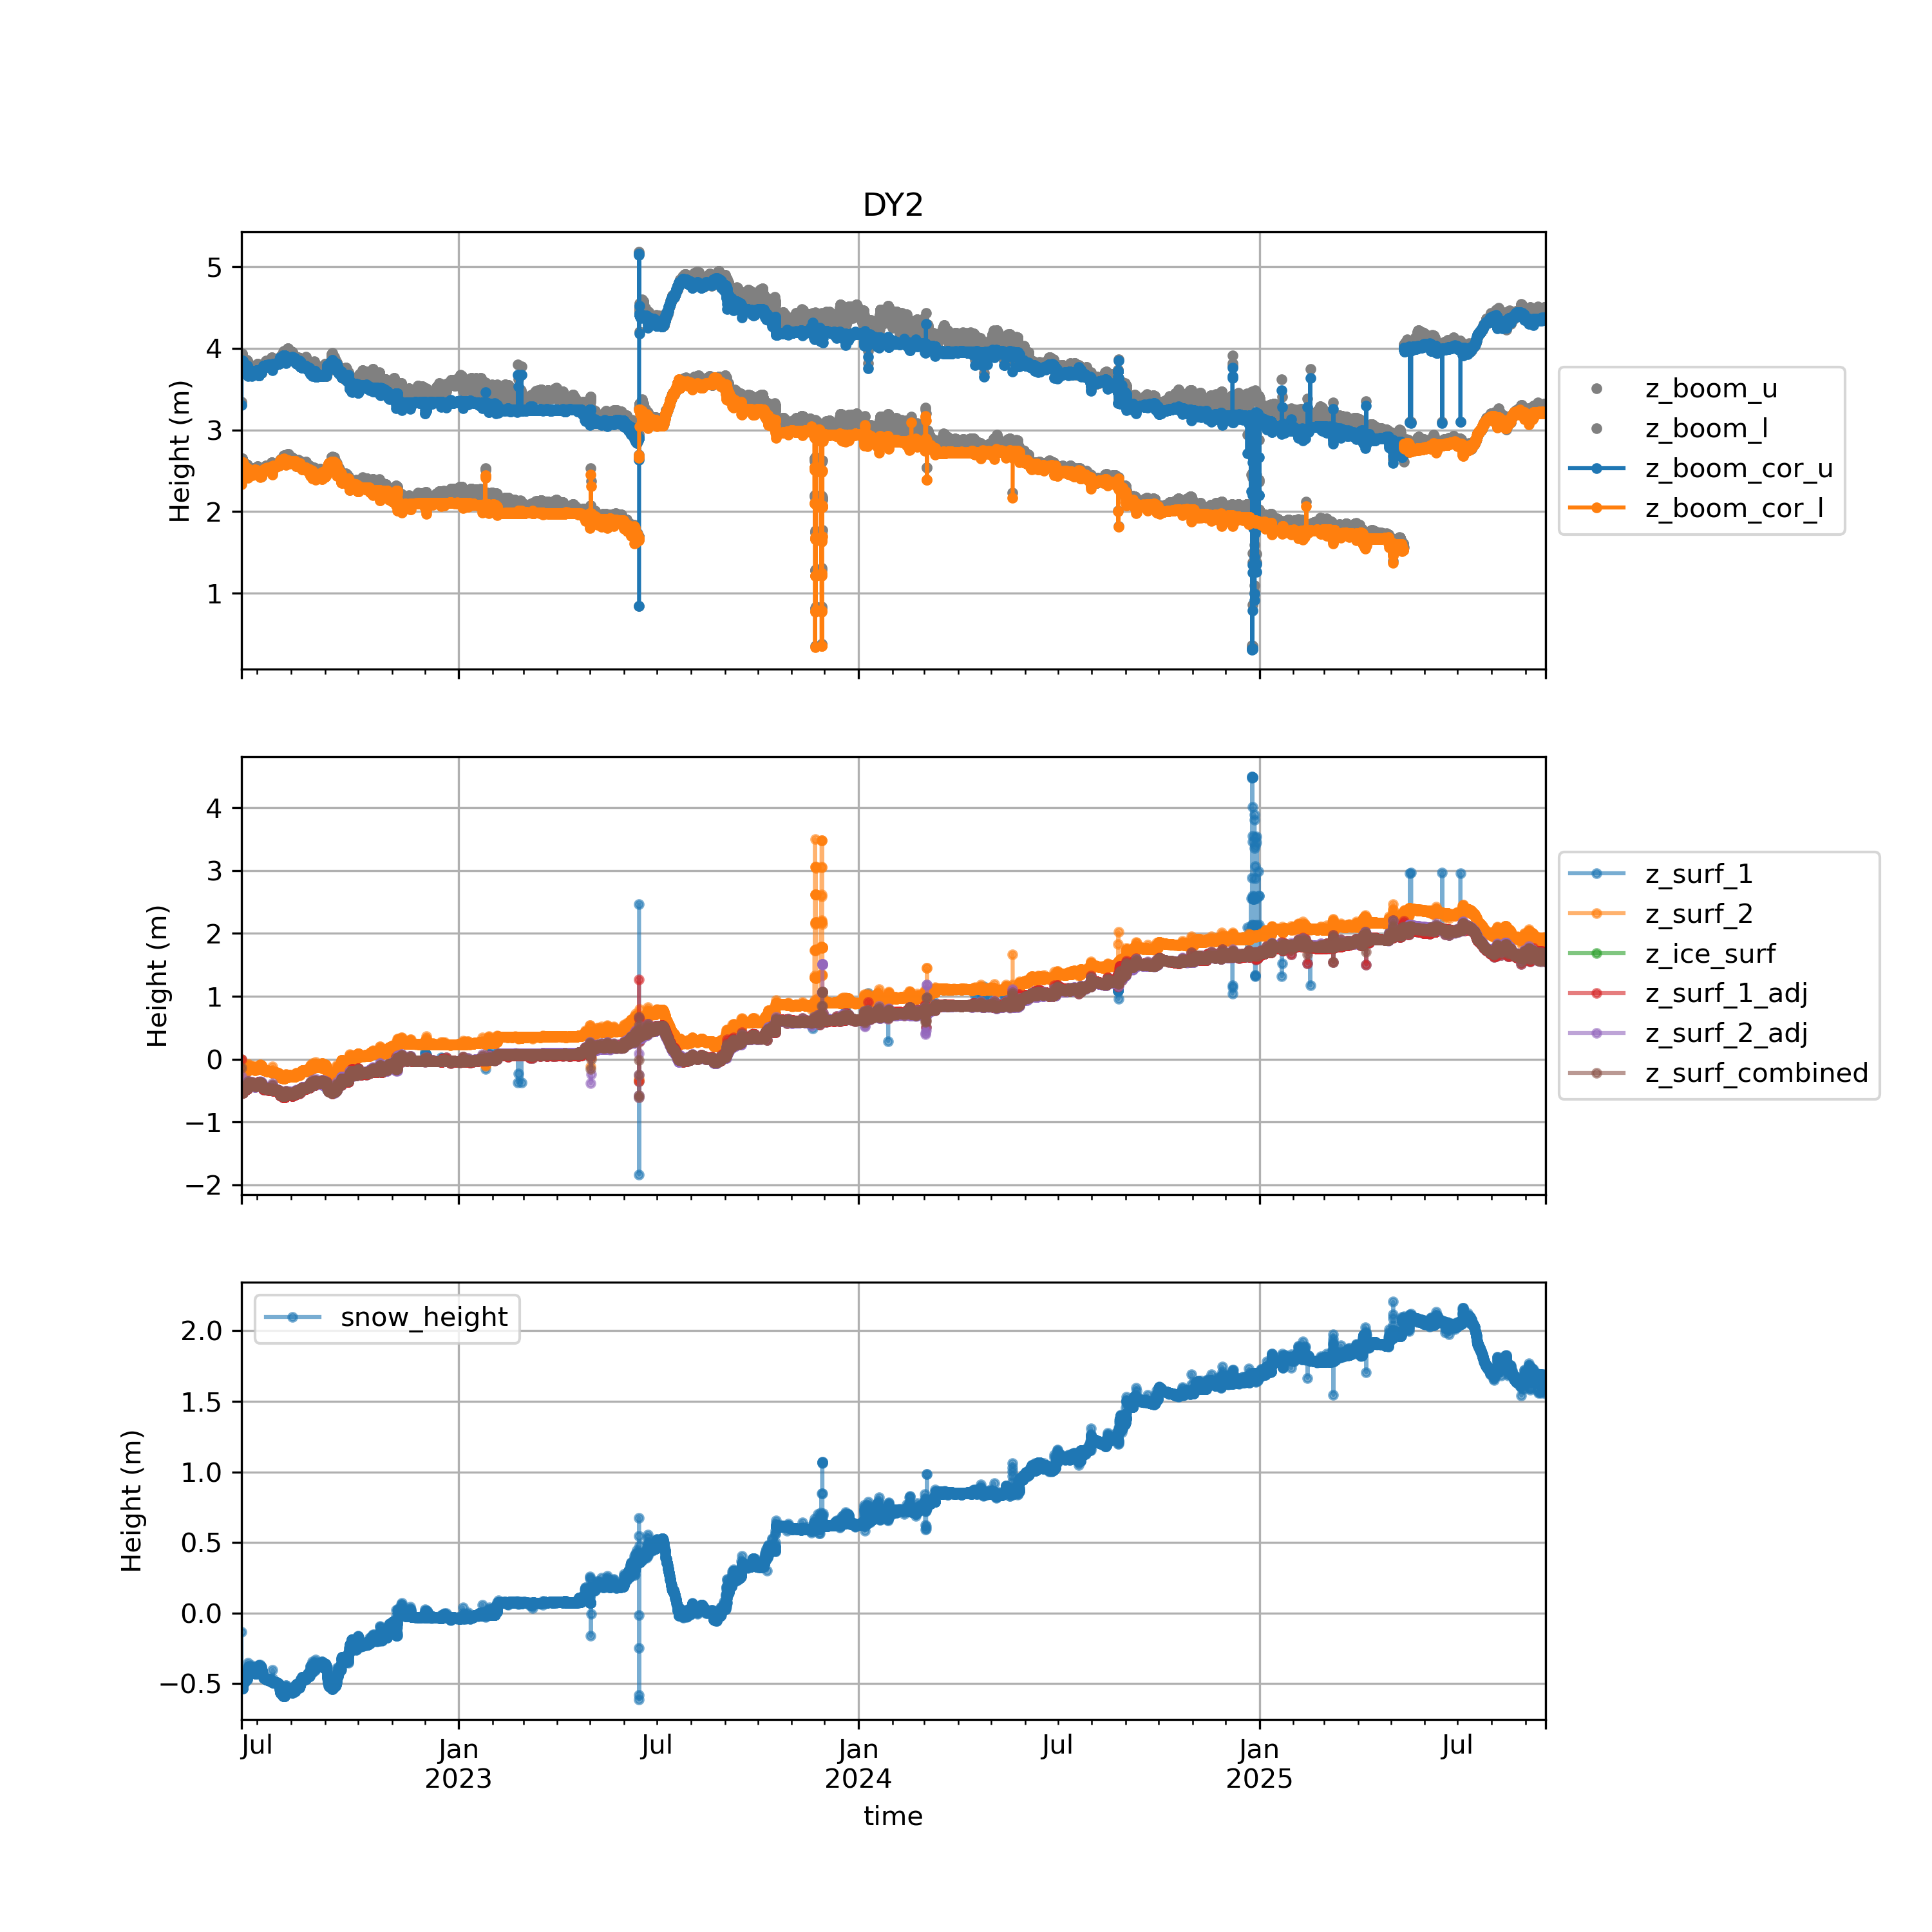 DY2
5
4
3
2
1
Height (m)
z_boom_u
z_boom_l
z_boom_cor_u
z_boom_cor_l
4
3
2
1
0
−1
−2
Height (m)
z_surf_1
z_surf_2
z_ice_surf
z_surf_1_adj
z_surf_2_adj
z_surf_combined
snow_height
2.0
1.5
1.0
0.5
0.0
−0.5
Height (m)
Jul Jan Jul Jan Jul Jan Jul
2023 2024 2025
time